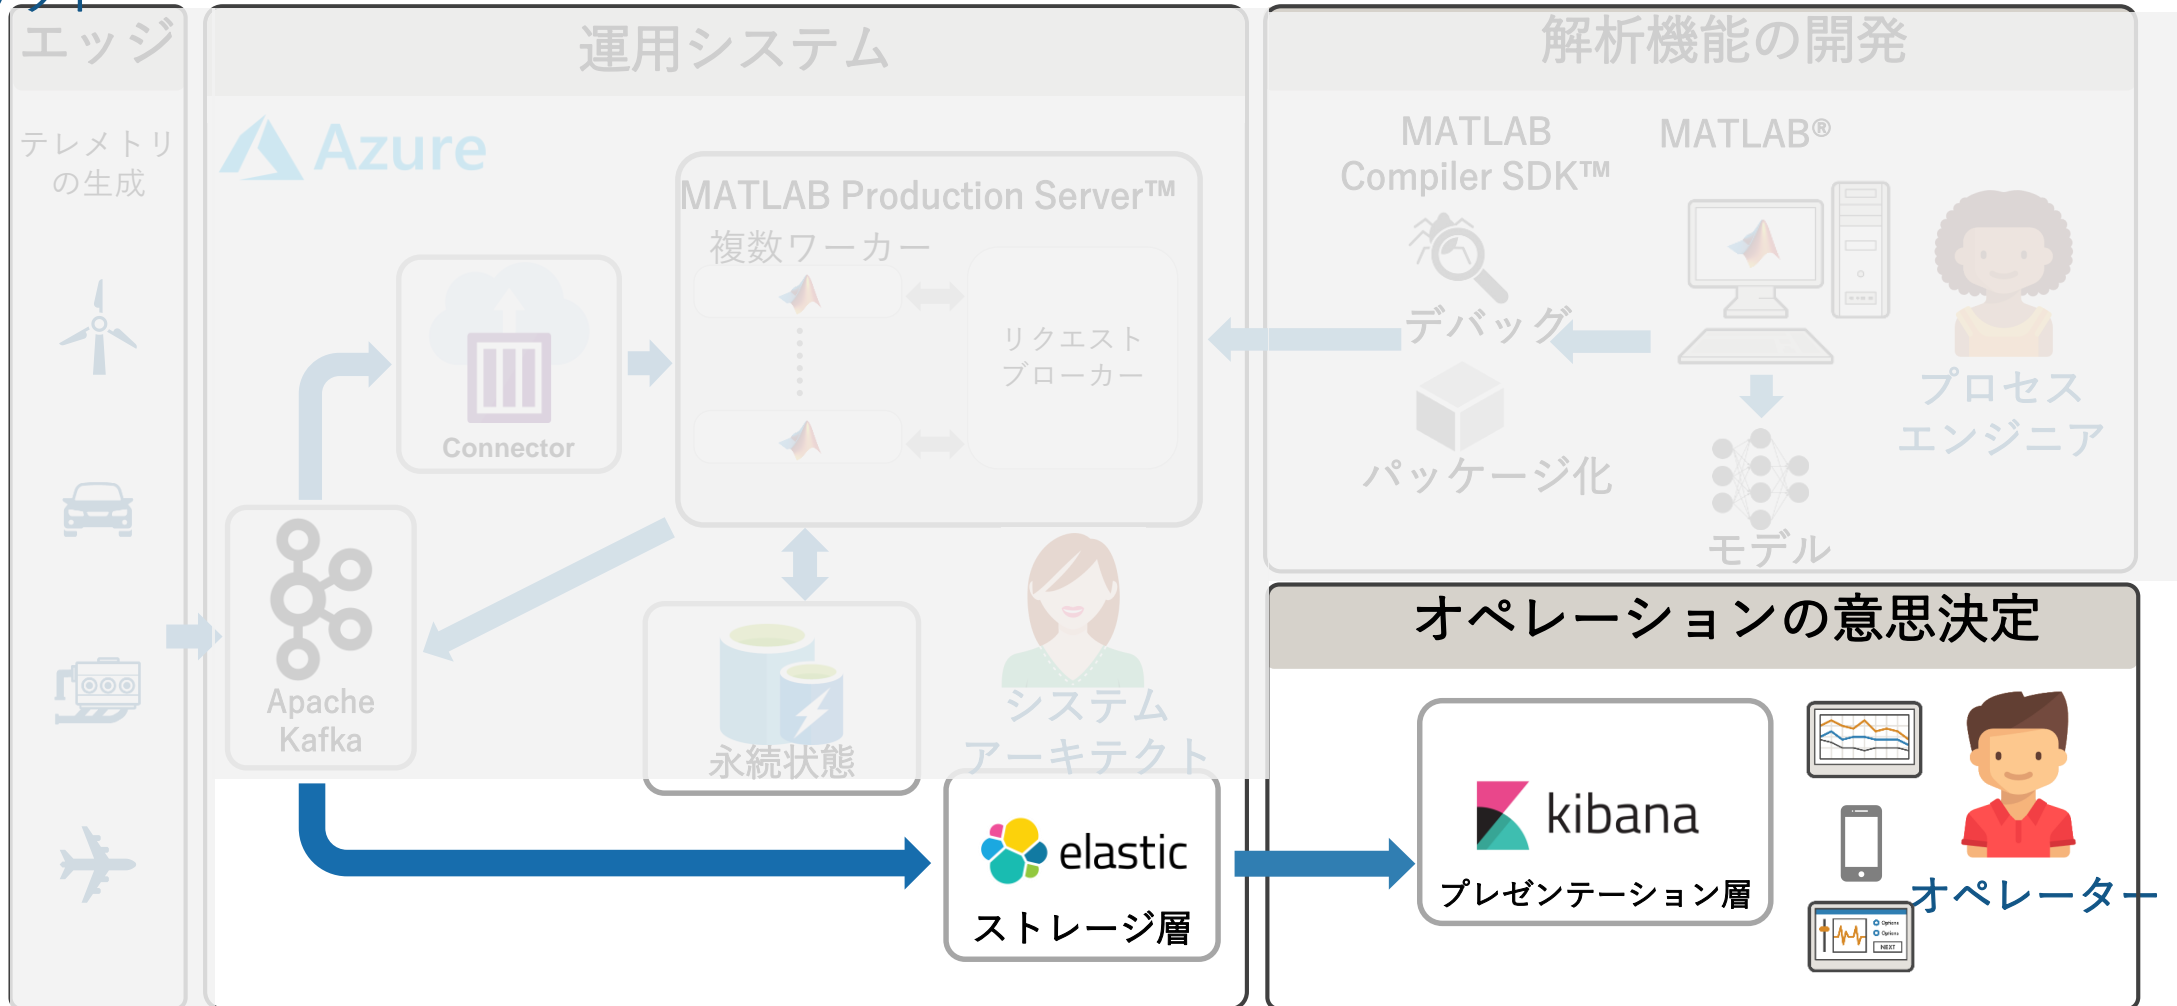 エッジ
テレメトリ
の生成
運用システム
Azure
MATLAB Production Server™
複数ワーカー
リクエスト
ブローカー
Connector
Apache
Kafka
永続状態
システム
アーキテクト
elastic
ストレージ層
解析機能の開発
MATLAB
Compiler SDK™
MATLAB®
デバッグ
パッケージ化
モデル
プロセス
エンジニア
オペレーションの意思決定
kibana
プレゼンテーション層
Options
Options
NEXT
オペレーター